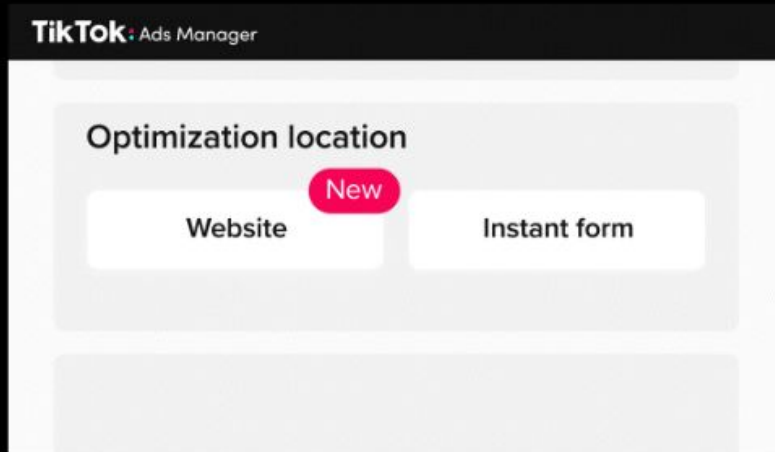 TikTok: Ads Manager
Optimization location
New
Website
Instant form